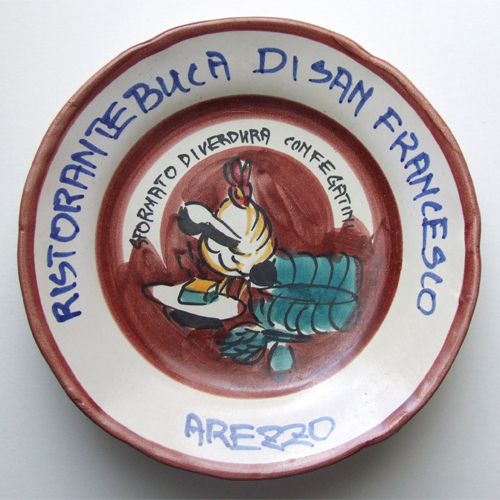 RISTORANTE BUCA DI SAN FRANCESCO
SFORMATO DI VERDURA CON FEGATINI
AREZZO